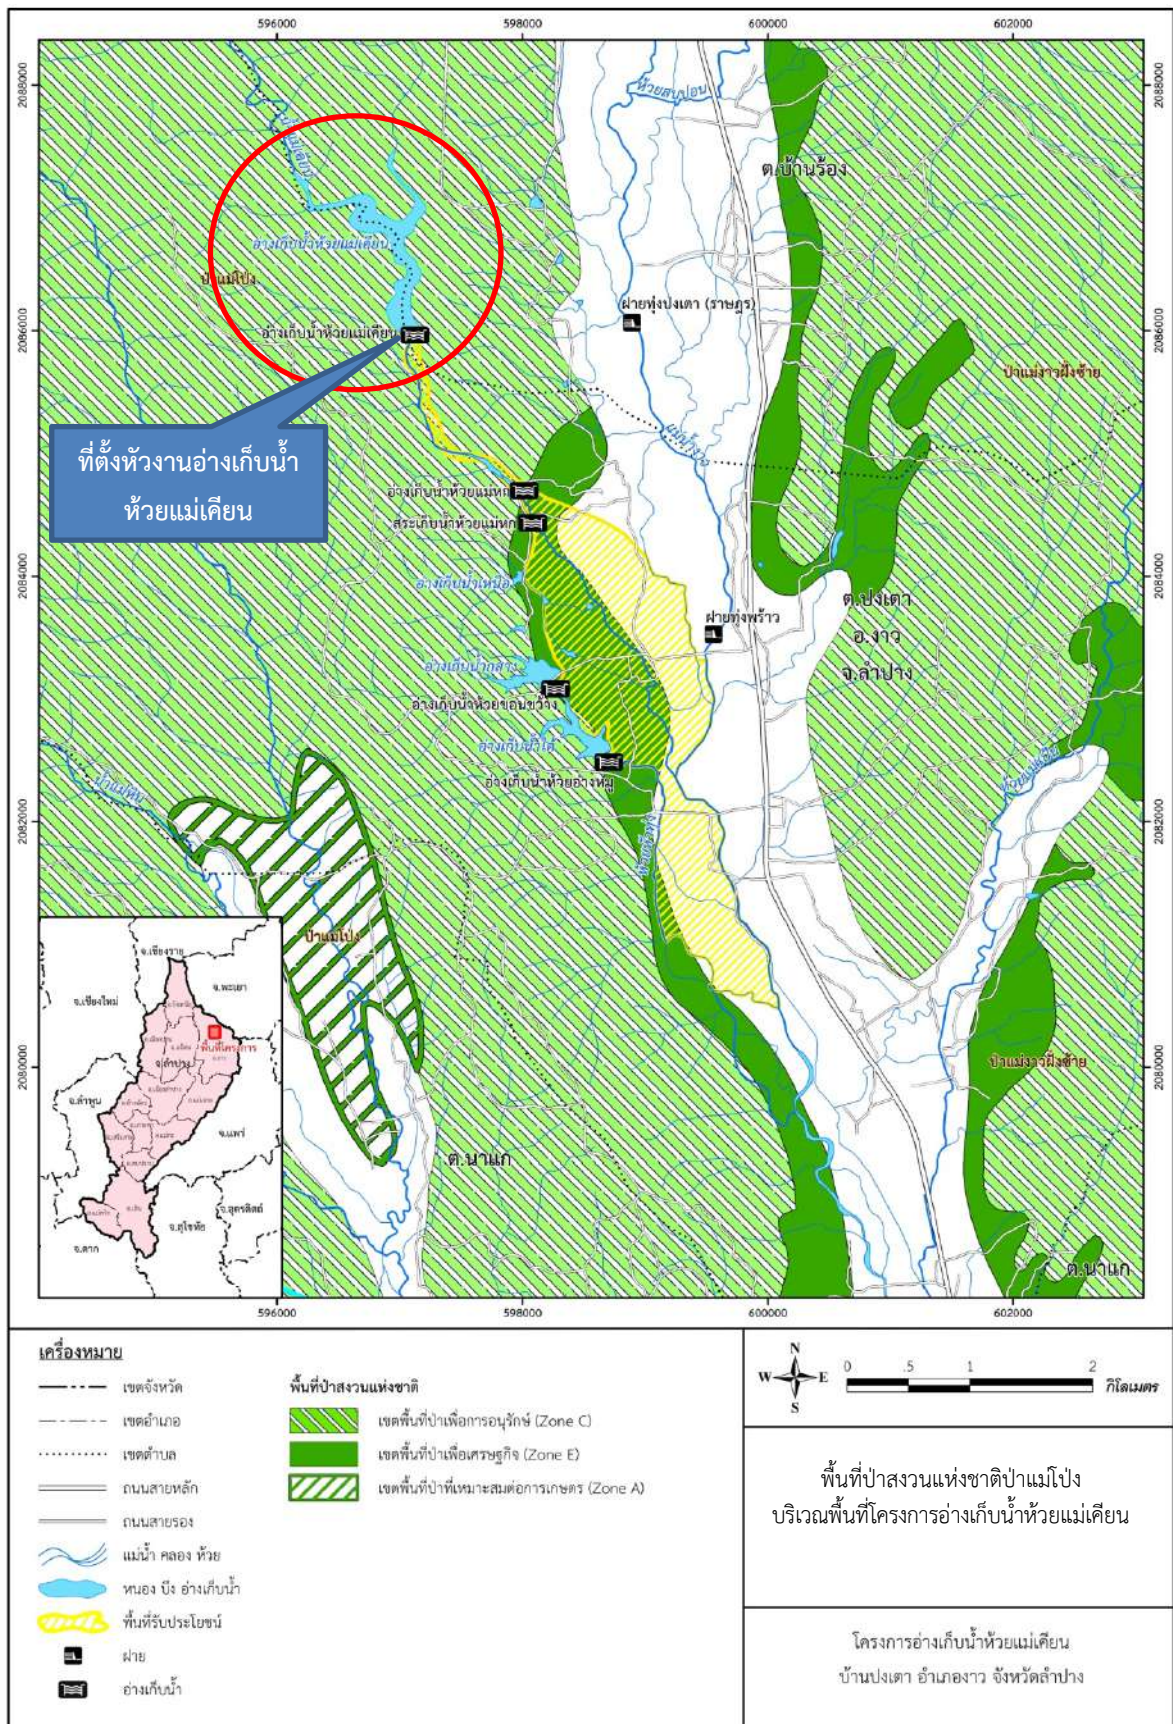 596000
598000
600000
602000
2088000
2088000
ห้วยสบปอน
น้ำแม่เคียน
ต.บ้านร้อง
อ่างเก็บน้ำห้วยแม่เคียน
ป่าแม่โป่ง
ฝายทุ่งปงเตา (ราษฎร)
2086000
2086000
อ่างเก็บน้ำห้วยแม่เคียน
ป่าแม่งาวฝั่งซ้าย
แม่น้ำงาว
ที่ตั้งหัวงานอ่างเก็บน้ำ
ห้วยแม่เคียน
อ่างเก็บน้ำห้วยแม่หก
สระเก็บน้ำห้วยแม่หก
2084000
2084000
อ่างเก็บน้ำเหนือ
ต.ปงเตา
อ.งาว
จ.ลำปาง
ฝายทุ่งพร้าว
อ่างเก็บน้ำกลาง
อ่างเก็บน้ำห้วยขอนขว้าง
อ่างเก็บน้ำใต้
อ่างเก็บน้ำห้วยอ่างหมู
2082000
2082000
ป่าแม่โป่ง
จ.เชียงราย
จ.พะเยา
จ.เชียงใหม่
พื้นที่โครงการ
จ.ลำปาง
จ.ลำพูน
จ.แพร่
จ.อุตรดิตถ์
จ.สุโขทัย
จ.ตาก
2080000
2080000
ป่าแม่งาวฝั่งซ้าย
ต.นาแก
ต.นาแก
596000
598000
600000
602000
เครื่องหมาย
เขตจังหวัด
เขตอำเภอ
เขตตำบล
ถนนสายหลัก
ถนนสายรอง
แม่น้ำ คลอง ห้วย
หนอง บึง อ่างเก็บน้ำ
พื้นที่รับประโยชน์
ฝาย
อ่างเก็บน้ำ
พื้นที่ป่าสงวนแห่งชาติ
เขตพื้นที่ป่าเพื่อการอนุรักษ์ (Zone C)
เขตพื้นที่ป่าเพื่อเศรษฐกิจ (Zone E)
เขตพื้นที่ป่าที่เหมาะสมต่อการเกษตร (Zone A)
N
W E
S
0 .5 1 2
กิโลเมตร
พื้นที่ป่าสงวนแห่งชาติป่าแม่โป่ง
บริเวณพื้นที่โครงการอ่างเก็บน้ำห้วยแม่เคียน
โครงการอ่างเก็บน้ำห้วยแม่เคียน
บ้านปงเตา อำเภองาว จังหวัดลำปาง